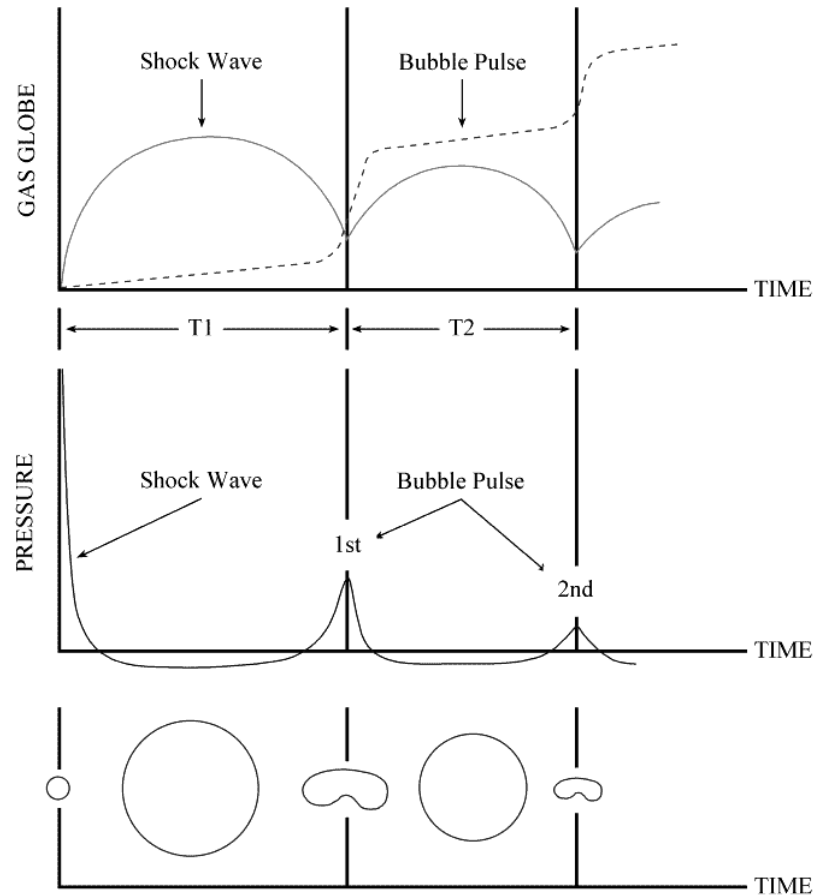 Shock Wave
Bubble Pulse
GAS GLOBE
TIME
T1
T2
Shock Wave
Bubble Pulse
PRESSURE
1st
2nd
TIME
TIME